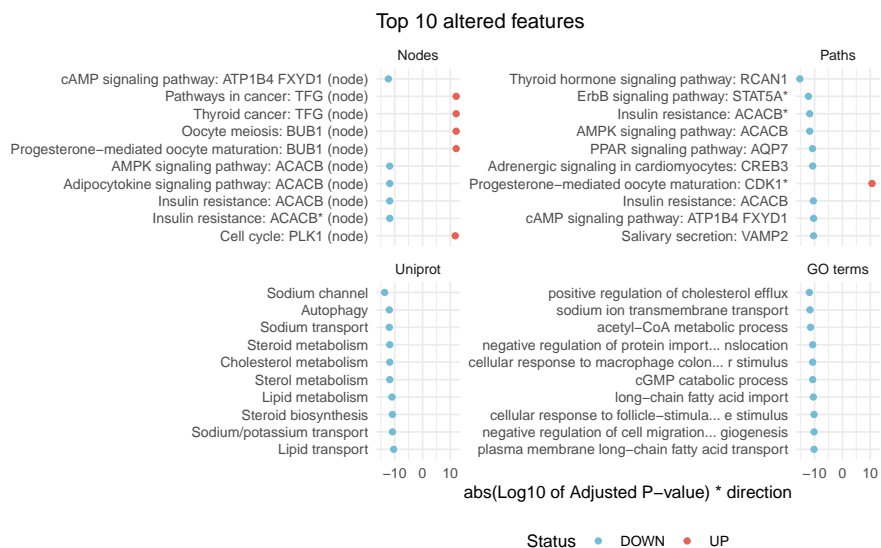 Top 10 altered features
Nodes
cAMP signaling pathway: ATP1B4 FXYD1 (node)
Pathways in cancer: TFG (node)
Thyroid cancer: TFG (node)
Oocyte meiosis: BUB1 (node)
Progesterone−mediated oocyte maturation: BUB1 (node)
AMPK signaling pathway: ACACB (node)
Adipocytokine signaling pathway: ACACB (node)
Insulin resistance: ACACB (node)
Insulin resistance: ACACB* (node)
Cell cycle: PLK1 (node)
Paths
Thyroid hormone signaling pathway: RCAN1
ErbB signaling pathway: STAT5A*
Insulin resistance: ACACB*
AMPK signaling pathway: ACACB
PPAR signaling pathway: AQP7
Adrenergic signaling in cardiomyocytes: CREB3
Progesterone−mediated oocyte maturation: CDK1*
Insulin resistance: ACACB
cAMP signaling pathway: ATP1B4 FXYD1
Salivary secretion: VAMP2
Uniprot
Sodium channel
Autophagy
Sodium transport
Steroid metabolism
Cholesterol metabolism
Sterol metabolism
Lipid metabolism
Steroid biosynthesis
Sodium/potassium transport
Lipid transport
−10 0 10
GO terms
positive regulation of cholesterol efflux
sodium ion transmembrane transport
acetyl−CoA metabolic process
negative regulation of protein import... nslocation
cellular response to macrophage colon... r stimulus
cGMP catabolic process
long−chain fatty acid import
cellular response to follicle−stimula... e stimulus
negative regulation of cell migration... giogenesis
plasma membrane long−chain fatty acid transport
−10 0 10
abs(Log10 of Adjusted P−value) * direction
Status DOWN UP